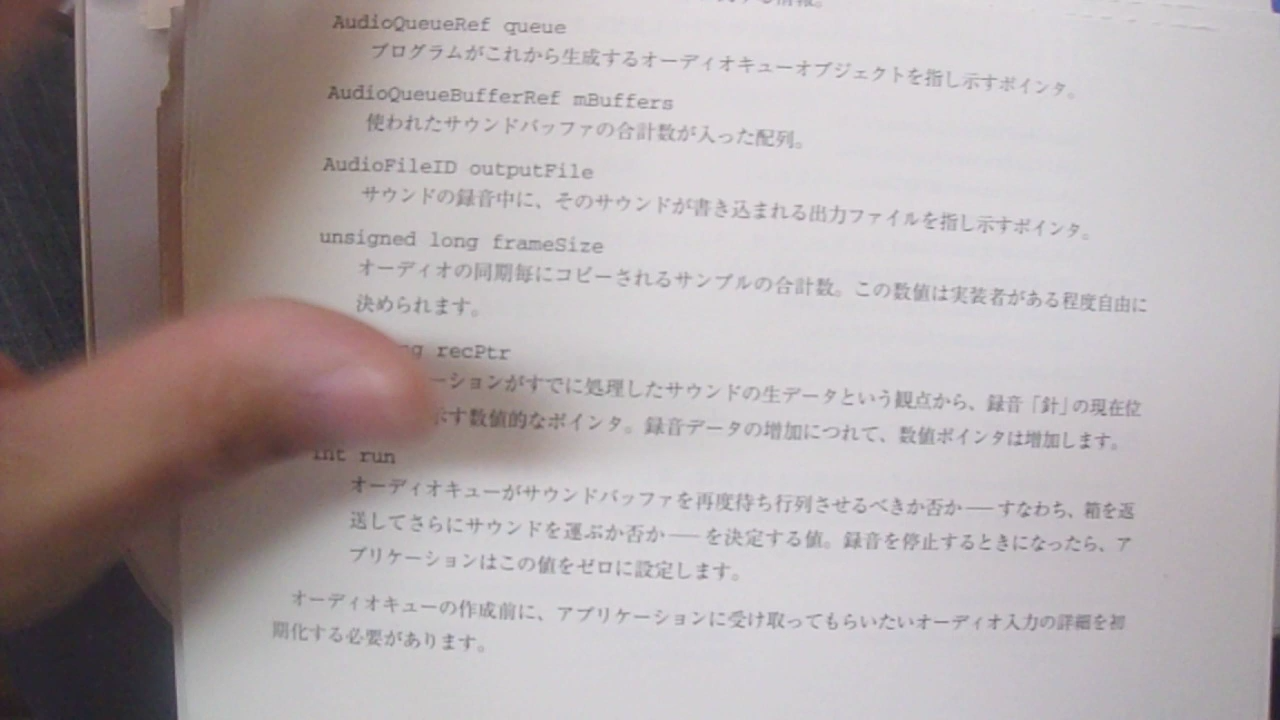 する情報。
AudioQueueRef queue
プログラムがこれから生成するオーディオキューオブジェクトを指し示すポインタ。
AudioQueueBufferRef mBuffers
使われたサウンドバッファの合計数が入った配列。
AudioFileID outputFile
サウンドの録音中に、そのサウンドが書き込まれる出力ファイルを指し示すポインタ。
unsigned long frameSize
オーディオの同期毎にコピーされるサンプルの合計数。この数値は実装者がある程度自由に
決められます。
recPtr
ーションがすでに処理したサウンドの生データという観点から、録音「針」の現在位
示す数値的なポインタ。録音データの増加につれて、数値ポインタは増加します。
int run
オーディオキューがサウンドバッファを再度待ち行列させるべきか否か──すなわち、箱を返
送してさらにサウンドを運ぶか否か──を決定する値。録音を停止するときになったら、ア
プリケーションはこの値をゼロに設定します。
オーディオキューの作成前に、アプリケーションに受け取ってもらいたいオーディオ入力の詳細を初
期化する必要があります。